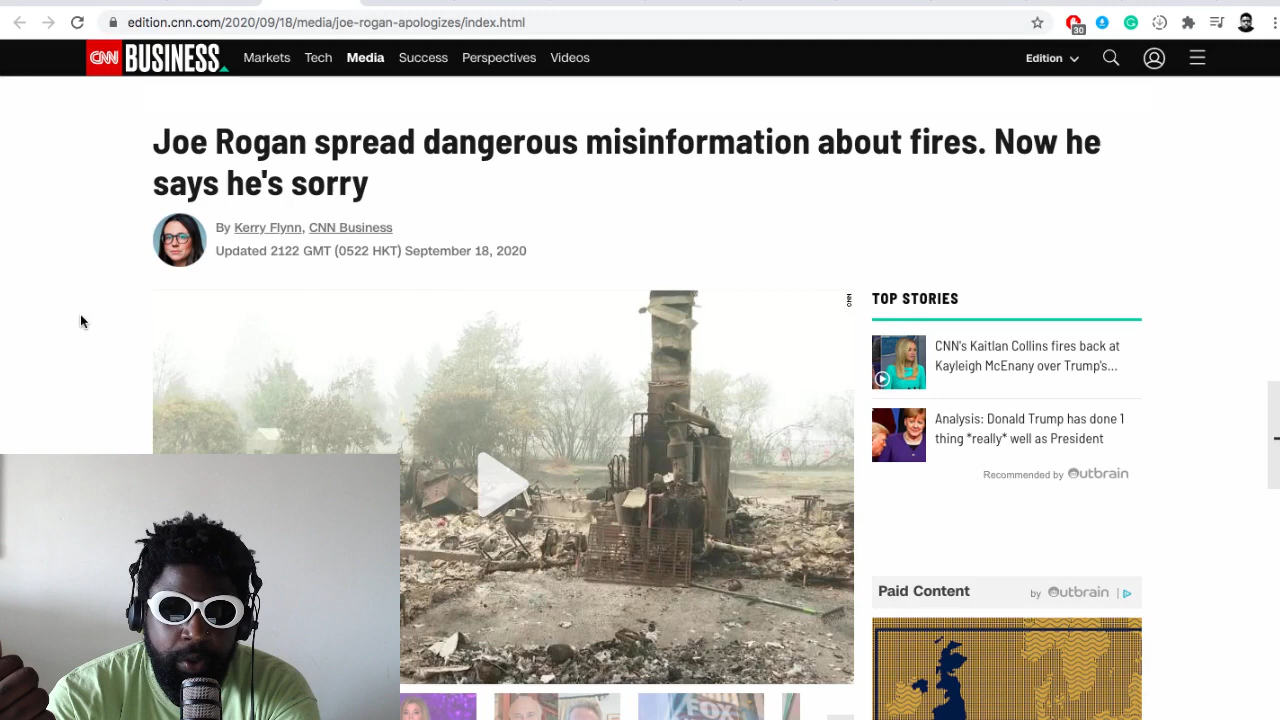 edition.cnn.com/2020/09/18/media/joe-rogan-apologizes/index.html
30
CNN BUSINESS Markets Tech Media Success Perspectives Videos Edition
Joe Rogan spread dangerous misinformation about fires. Now he
says he's sorry
By Kerry Flynn, CNN Business
Updated 2122 GMT (0522 HKT) September 18, 2020
CNN
TOP STORIES
CNN's Kaitlan Collins fires back at
Kayleigh McEnany over Trump's...
Analysis: Donald Trump has done 1
thing *really* well as President
Recommended by Outbrain
Paid Content by Outbrain
FOX